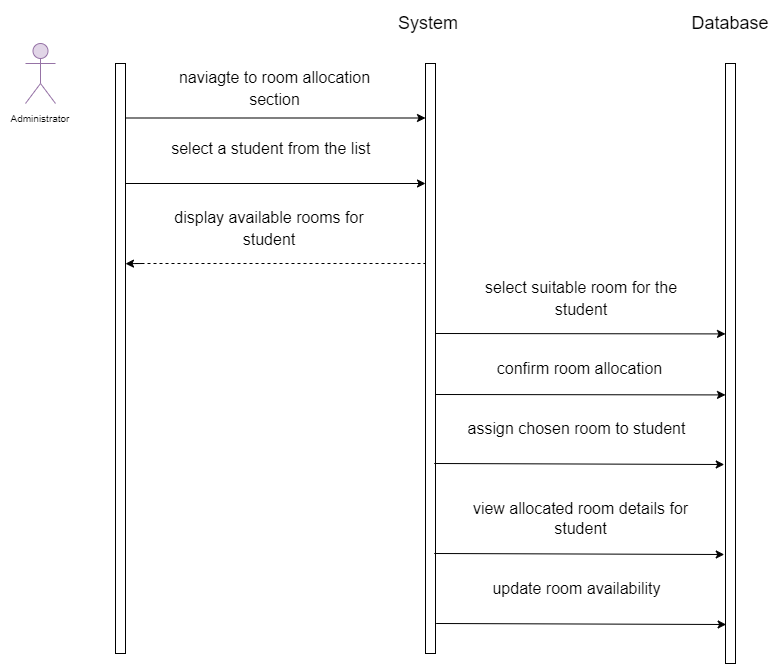 System
Database
Administrator
naviagte to room allocation
section
select a student from the list
display available rooms for
student
select suitable room for the
student
confirm room allocation
assign chosen room to student
view allocated room details for
student
update room availability